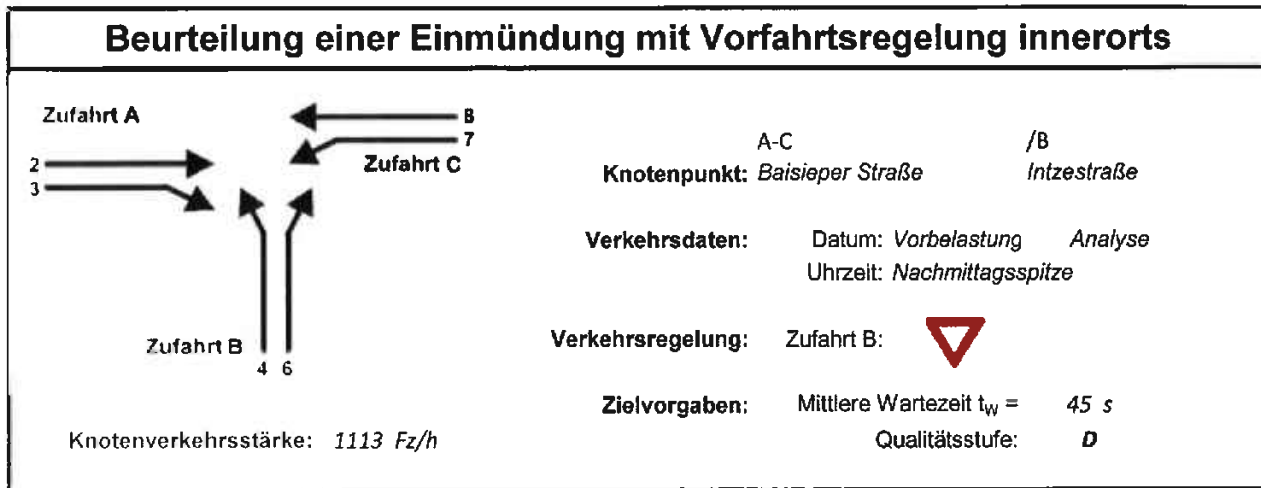 Beurteilung einer Einmündung mit Vorfahrtsregelung innerorts
Zufahrt A
8
7
Zufahrt C
2
3
Zufahrt B
4 6
Knotenverkehrsstärke: 1113 Fz/h
A-C /B
Knotenpunkt: Baisieper Straße Intzestraße
Verkehrsdaten: Datum: Vorbelastung Analyse
Uhrzeit: Nachmittagsspitze
Verkehrsregelung: Zufahrt B:
Zielvorgaben: Mittlere Wartezeit tW = 45 s
Qualitätsstufe: D